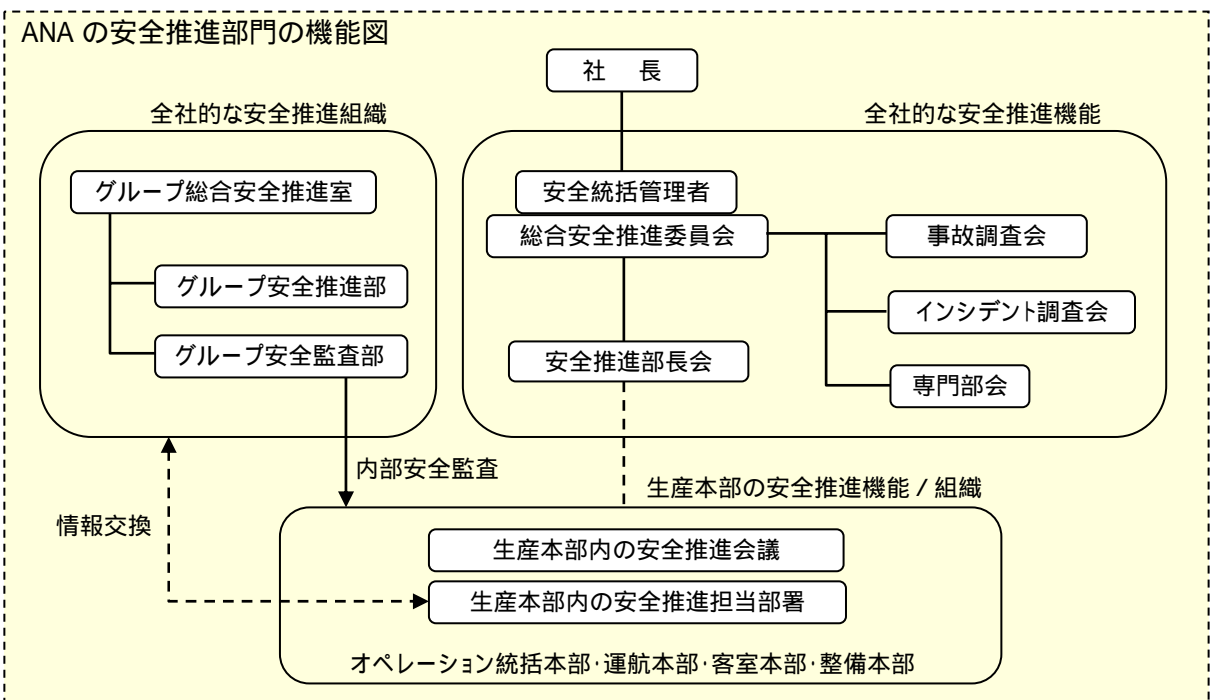 ANA の安全推進部門の機能図
社 長
全社的な安全推進組織
全社的な安全推進機能
グループ総合安全推進室
安全統括管理者
総合安全推進委員会
事故調査会
グループ安全推進部
インシデント調査会
グループ安全監査部
安全推進部長会
専門部会
内部安全監査
生産本部の安全推進機能 / 組織
情報交換
生産本部内の安全推進会議
生産本部内の安全推進担当部署
オペレーション統括本部･運航本部･客室本部･整備本部